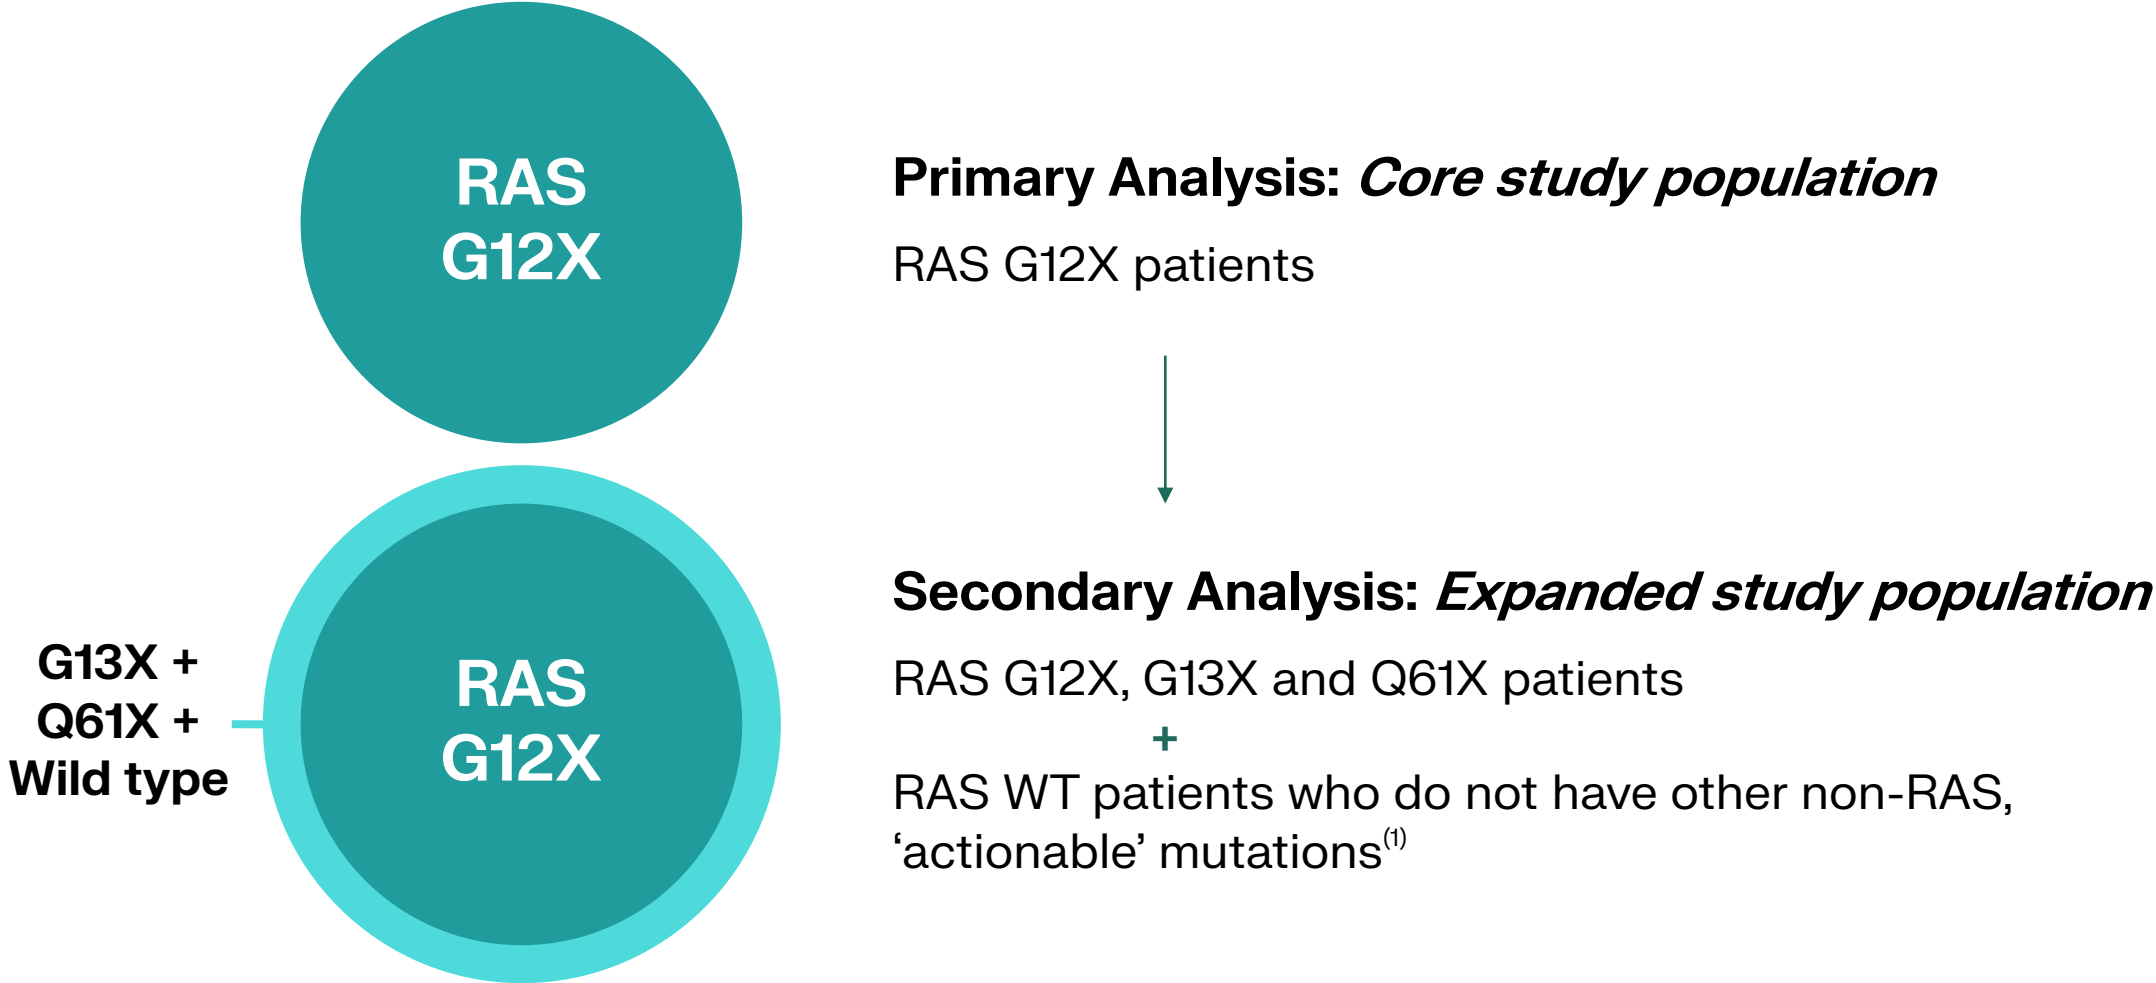 RAS
G12X
Primary Analysis: Core study population
RAS G12X patients
G13X +
Q61X +
Wild type
RAS
G12X
Secondary Analysis: Expanded study population
RAS G12X, G13X and Q61X patients
+
RAS WT patients who do not have other non-RAS,
‘actionable’ mutations(1)